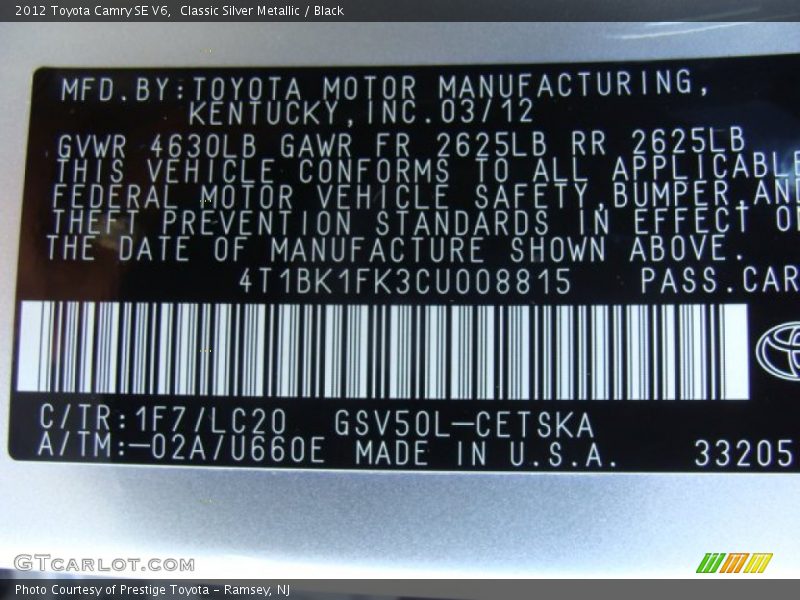 2012 Toyota Camry SE V6,  Classic Silver Metallic / Black
MFD.BY:TOYOTA MOTOR MANUFACTURING,
KENTUCKY,INC.03/12
GVWR 4630LB GAWR FR 2625LB RR 2625LB
THIS VEHICLE CONFORMS TO ALL APPLICABLE
FEDERAL MOTOR VEHICLE SAFETY,BUMPER,AND
THEFT PREVENTION STANDARDS IN EFFECT O
THE DATE OF MANUFACTURE SHOWN ABOVE.
4T1BK1FK3CU008815 PASS.CAR
C/TR:1F7/LC20 GSV50L-CETSKA
A/TM:-02A/U660E MADE IN U.S.A. 33205
GTcarlot.com
Photo Courtesy of Prestige Toyota - Ramsey, NJ